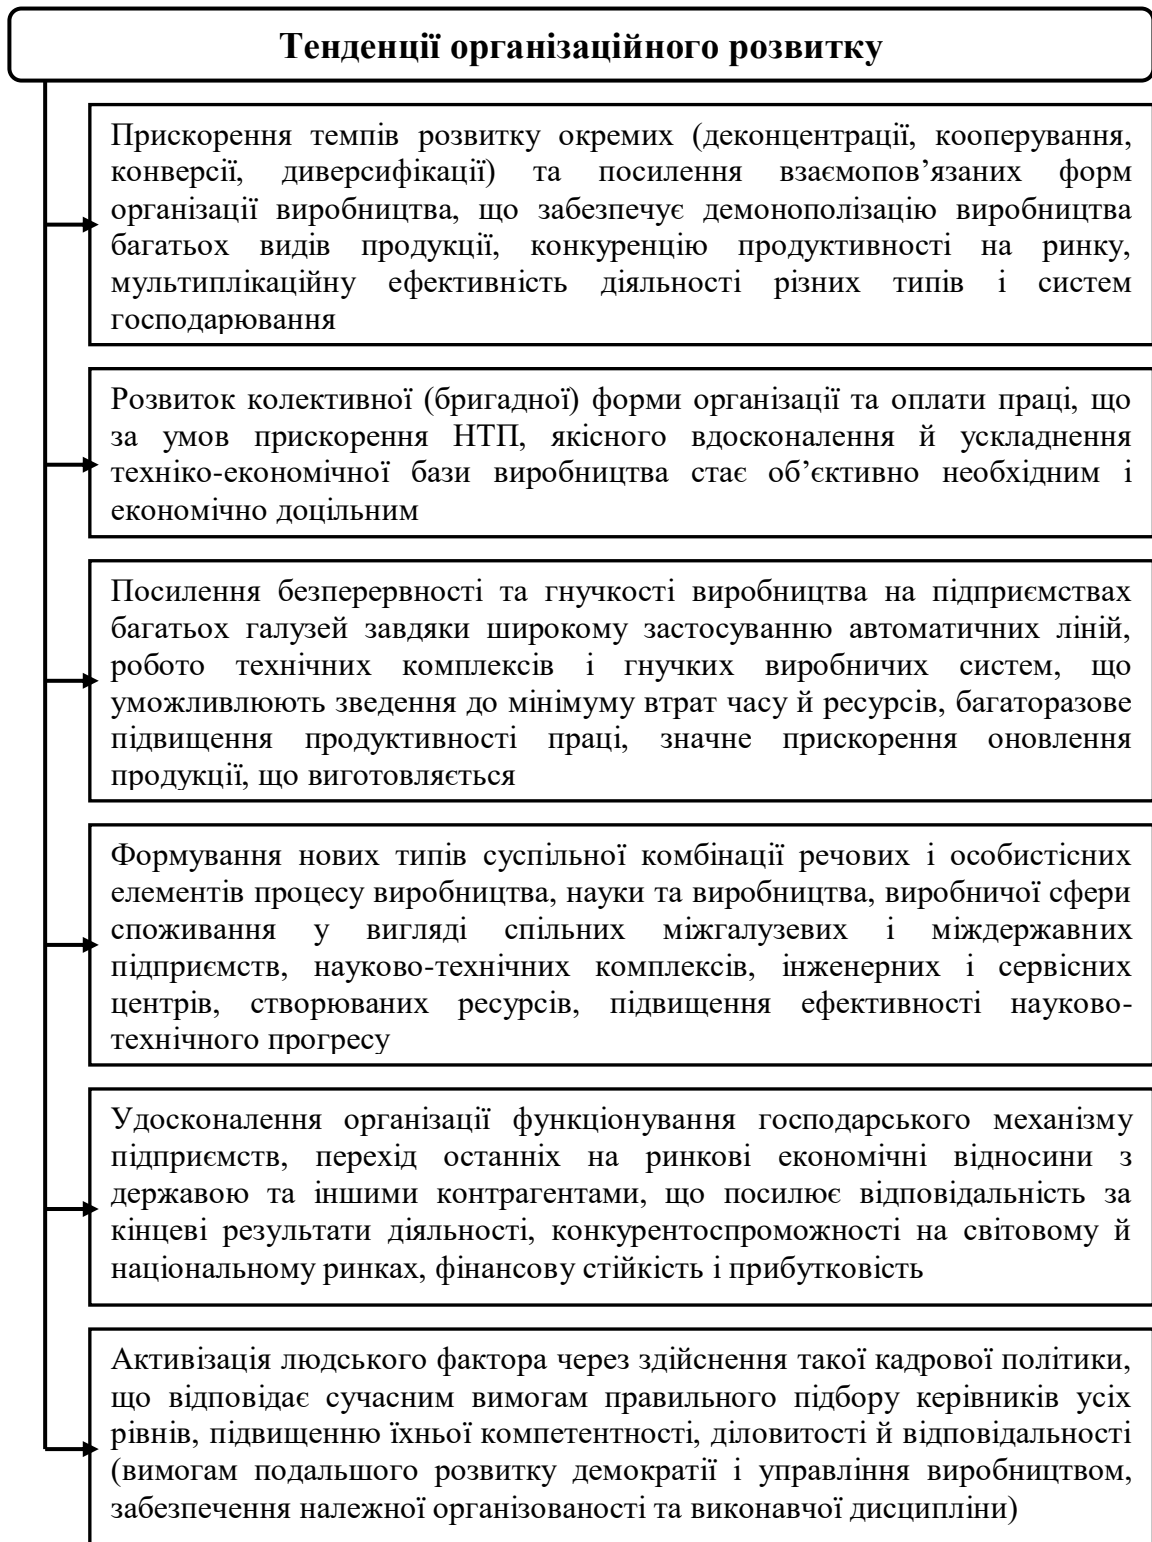 Тенденції організаційного розвитку
Прискорення темпів розвитку окремих (деконцентрації, кооперування,
конверсії, диверсифікації) та посилення взаємопов’язаних форм
організації виробництва, що забезпечує демонополізацію виробництва
багатьох видів продукції, конкуренцію продуктивності на ринку,
мультиплікаційну ефективність діяльності різних типів і систем
господарювання
Розвиток колективної (бригадної) форми організації та оплати праці, що
за умов прискорення НТП, якісного вдосконалення й ускладнення
техніко-економічної бази виробництва стає об’єктивно необхідним і
економічно доцільним
Посилення безперервності та гнучкості виробництва на підприємствах
багатьох галузей завдяки широкому застосуванню автоматичних ліній,
робото технічних комплексів і гнучких виробничих систем, що
уможливлюють зведення до мінімуму втрат часу й ресурсів, багаторазове
підвищення продуктивності праці, значне прискорення оновлення
продукції, що виготовляється
Формування нових типів суспільної комбінації речових і особистісних
елементів процесу виробництва, науки та виробництва, виробничої сфери
споживання у вигляді спільних міжгалузевих і міждержавних
підприємств, науково-технічних комплексів, інженерних і сервісних
центрів, створюваних ресурсів, підвищення ефективності науково-
технічного прогресу
Удосконалення організації функціонування господарського механізму
підприємств, перехід останніх на ринкові економічні відносини з
державою та іншими контрагентами, що посилює відповідальність за
кінцеві результати діяльності, конкурентоспроможності на світовому й
національному ринках, фінансову стійкість і прибутковість
Активізація людського фактора через здійснення такої кадрової політики,
що відповідає сучасним вимогам правильного підбору керівників усіх
рівнів, підвищенню їхньої компетентності, діловитості й відповідальності
(вимогам подальшого розвитку демократії і управління виробництвом,
забезпечення належної організованості та виконавчої дисципліни)